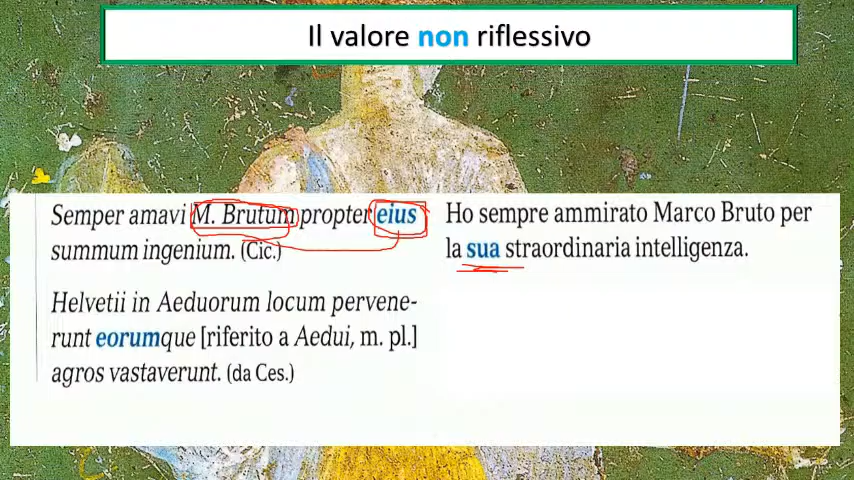 Il valore non riflessivo
Semper amavi M. Brutum propter eius
summum ingenium. (Cic.)
Helvetii in Aeduorum locum pervene-
runt eorumque [riferito a Aedui, m. pl.]
agros vastaverunt. (da Ces.)
Ho sempre ammirato Marco Bruto per
la sua straordinaria intelligenza.